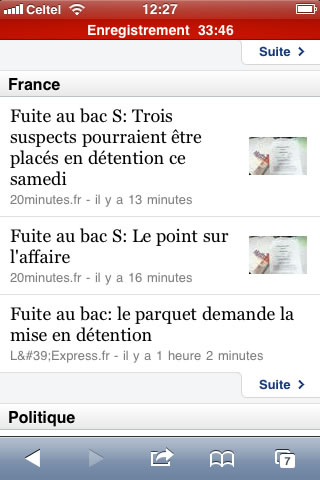 Celtel 12:27
Enregistrement 33:46
Suite
France
Fuite au bac S: Trois
suspects pourraient être
placés en détention ce
samedi
20minutes.fr - il y a 13 minutes
Fuite au bac S: Le point sur
l'affaire
20minutes.fr - il y a 16 minutes
Fuite au bac: le parquet demande la
mise en détention
L&#39;Express.fr - il y a 1 heure 2 minutes
Suite
Politique
7